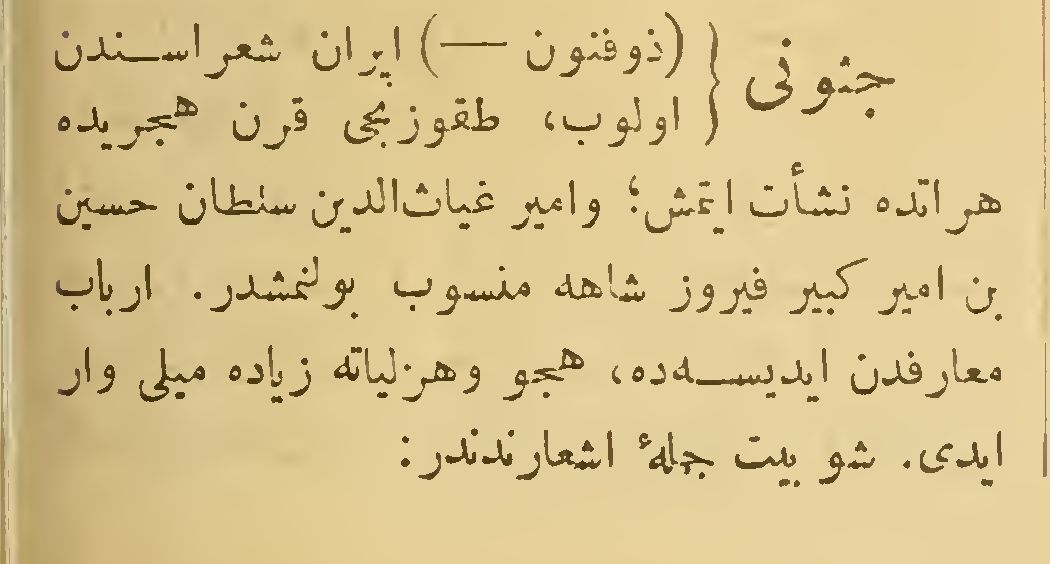 جنونی { (ذوفنون —) ایران شعراسندن
اولوب، طقوزنجی قرن هجریده
هراتده نشأت ایتمش؛ وامیر غیاث‌الدین سلطان حسین
بن امیر کبیر فیروز شاهه منسوب بولنمشدر. ارباب
معارفدن ایدیسه‌ده، هجو وهزلیاته زیاده میلی وار
ایدی. شو بیت جملهٔ اشعارندندر: